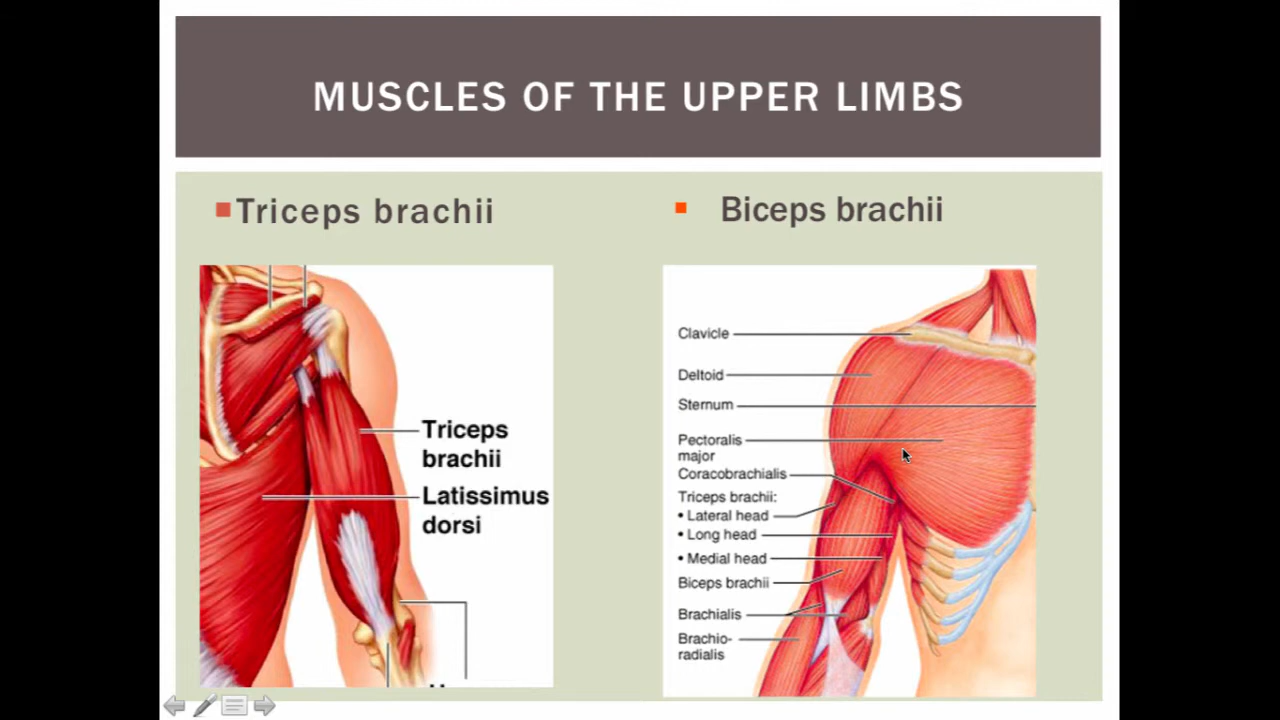 MUSCLES OF THE UPPER LIMBS
Triceps brachii
Triceps
brachii
Latissimus
dorsi
Biceps brachii
Clavicle
Deltoid
Sternum
Pectoralis
major
Coracobrachialis
Triceps brachii:
• Lateral head
• Long head
• Medial head
Biceps brachii
Brachialis
Brachio-
radialis